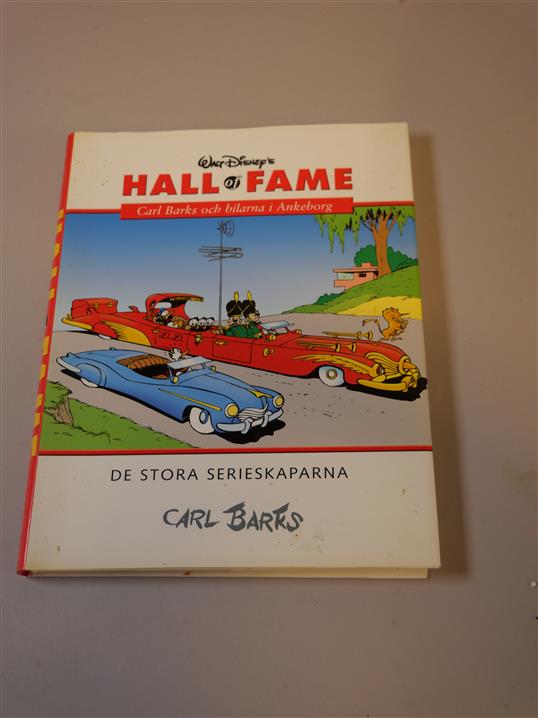 Walt Disney's
HALL of FAME
Carl Barks och bilarna i Ankeborg
DE STORA SERIESKAPARNA
CARL BARKS